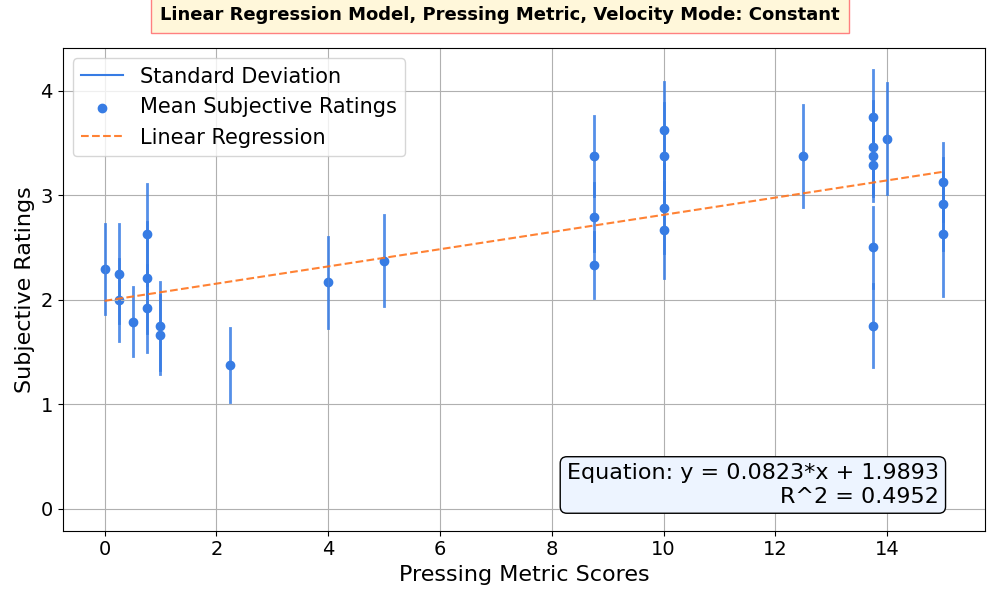 Linear Regression Model, Pressing Metric, Velocity Mode: Constant
Standard Deviation
Mean Subjective Ratings
Linear Regression
Subjective Ratings
4
3
2
1
0
Equation: y = 0.0823*x + 1.9893
R^2 = 0.4952
0 2 4 6 8 10 12 14
Pressing Metric Scores